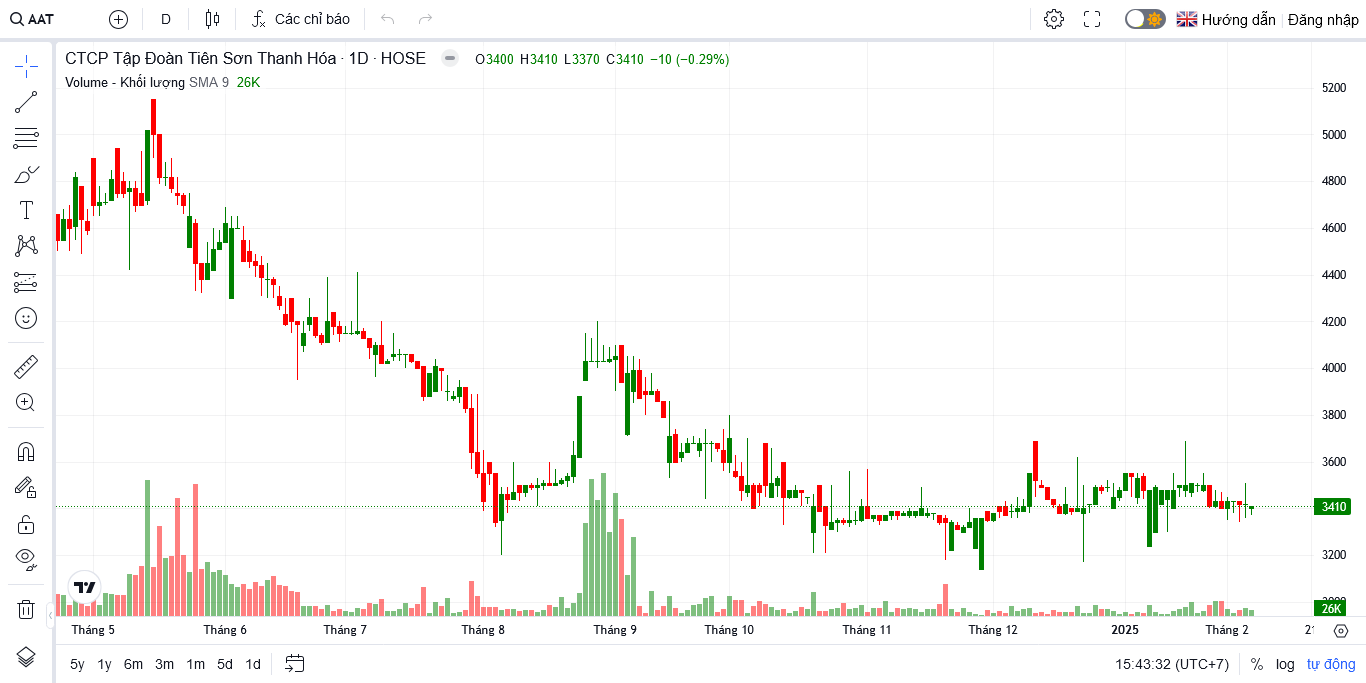 AAT D Các chỉ báo Hướng dẫn Đăng nhập
CTCP Tập Đoàn Tiên Sơn Thanh Hóa · 1D · HOSE O3400 H3410 L3370 C3410 −10 (−0.29%)
Volume - Khối lượng SMA 9 26K
5200
5000
4800
4600
4400
4200
4000
3800
3600
3410
3200
26K
Tháng 5 Tháng 6 Tháng 7 Tháng 8 Tháng 9 Tháng 10 Tháng 11 Tháng 12 2025 Tháng 2
5y 1y 6m 3m 1m 5d 1d 15:43:32 (UTC+7) % log tự động